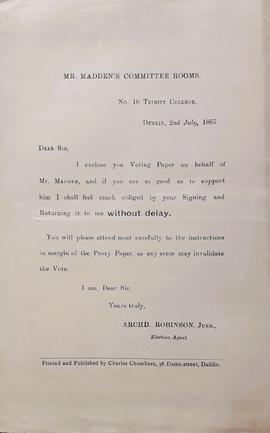 MR. MADDEN'S COMMITTEE ROOMS,
No. 10 TRINITY COLLEGE,
DUBLIN, 2nd July, 1887.
DEAR SIR,
I enclose you Voting Paper on behalf of
MR. MADDEN, and if you are so good as to support
him I shall feel much obliged by your Signing and
Returning it to me without delay.
You will please attend most carefully to the instructions
in margin of the Proxy Paper, as any error may invalidate
the Vote.
I am, Dear Sir,
Yours truly,
ARCHD. ROBINSON, JUNR.,
Election Agent.
Printed and Published by Charles Chambers, 36 Dame-street, Dublin.